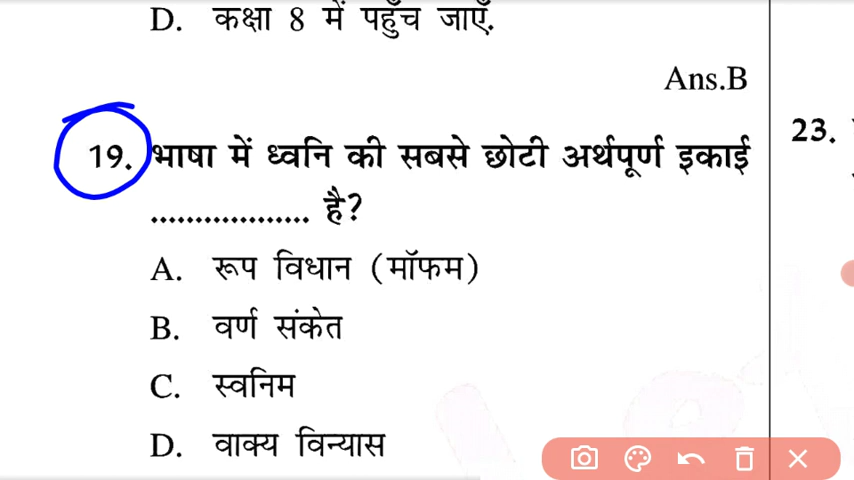 D. कक्षा 8 में पहुँच जाएँ.
Ans.B
19. भाषा में ध्वनि की सबसे छोटी अर्थपूर्ण इकाई
................... है?
A. रूप विधान (मॉफम)
B. वर्ण संकेत
C. स्वनिम
D. वाक्य विन्यास
23.